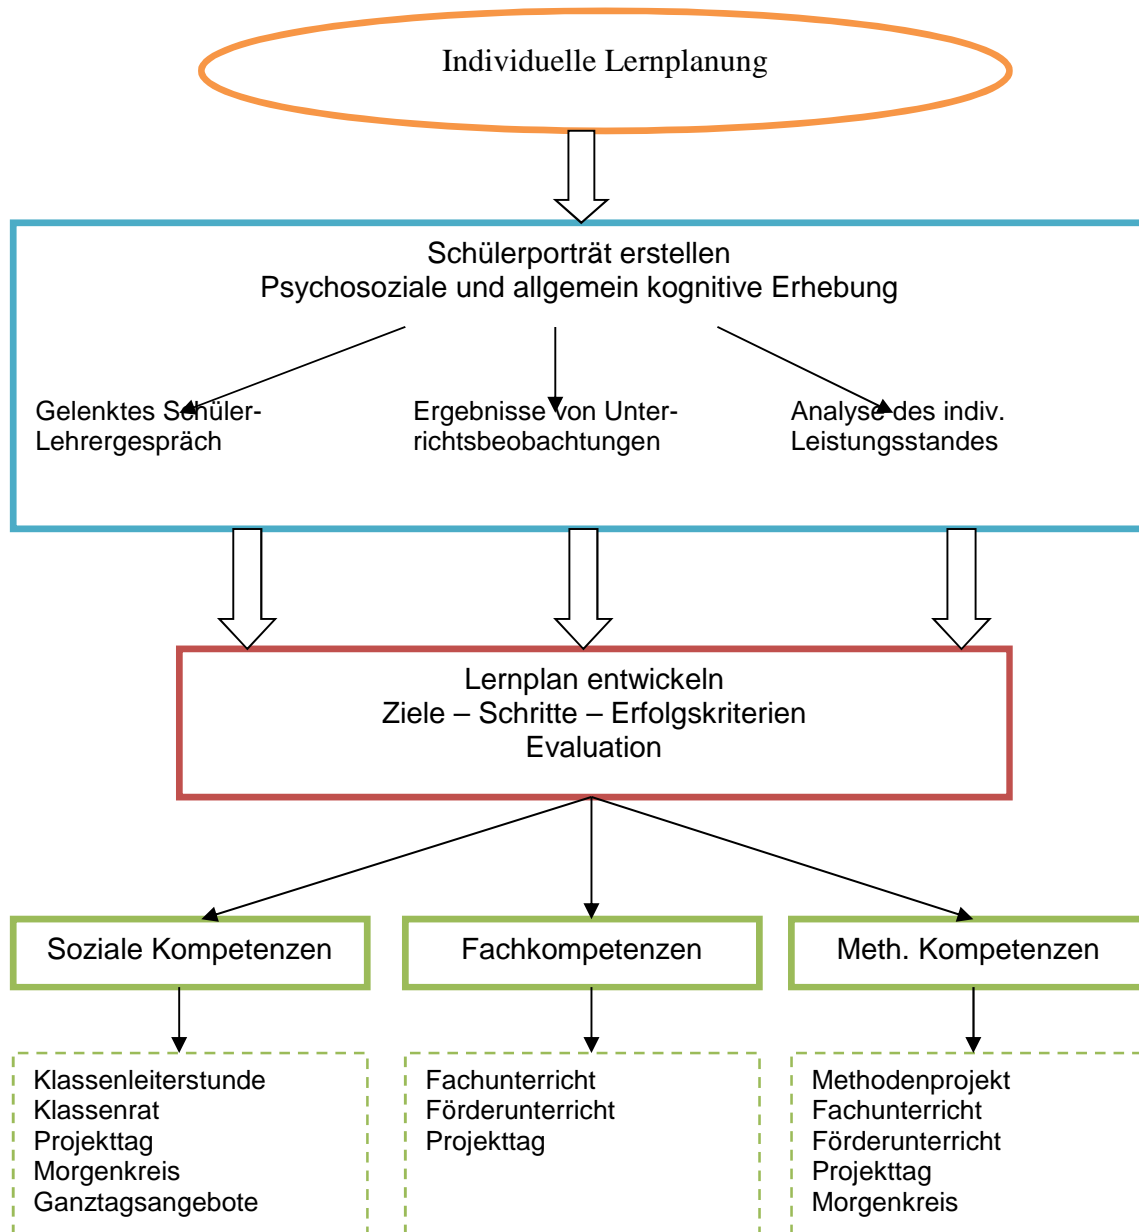 Individuelle Lernplanung
Schülerporträt erstellen
Psychosoziale und allgemein kognitive Erhebung
Gelenktes Schüler-
Lehrergespräch
Ergebnisse von Unter-
richtsbeobachtungen
Analyse des indiv.
Leistungsstandes
Lernplan entwickeln
Ziele – Schritte – Erfolgskriterien
Evaluation
Soziale Kompetenzen
Fachkompetenzen
Meth. Kompetenzen
Klassenleiterstunde
Klassenrat
Projekttag
Morgenkreis
Ganztagsangebote
Fachunterricht
Förderunterricht
Projekttag
Methodenprojekt
Fachunterricht
Förderunterricht
Projekttag
Morgenkreis